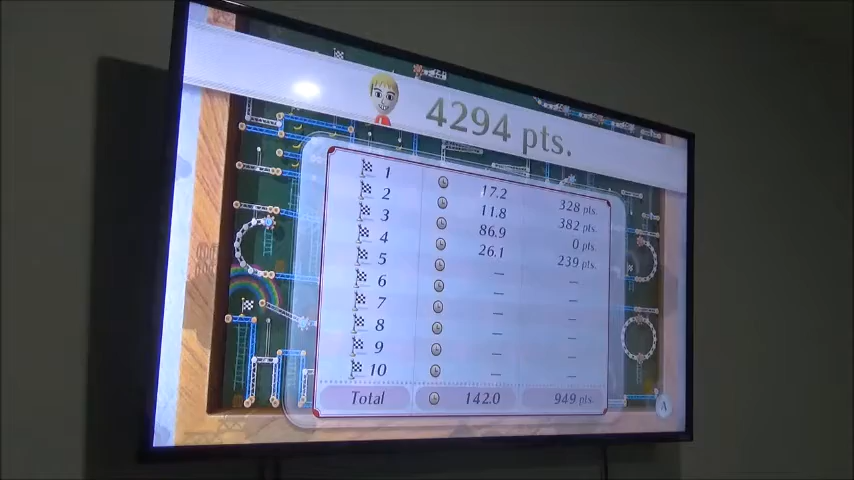 4294 pts.
1 17.2 328 pts.
2 11.8 382 pts.
3 86.9 0 pts.
4 26.1 239 pts.
5 — —
6 — —
7 — —
8 — —
9 — —
10 — —
Total 142.0 949 pts.
A